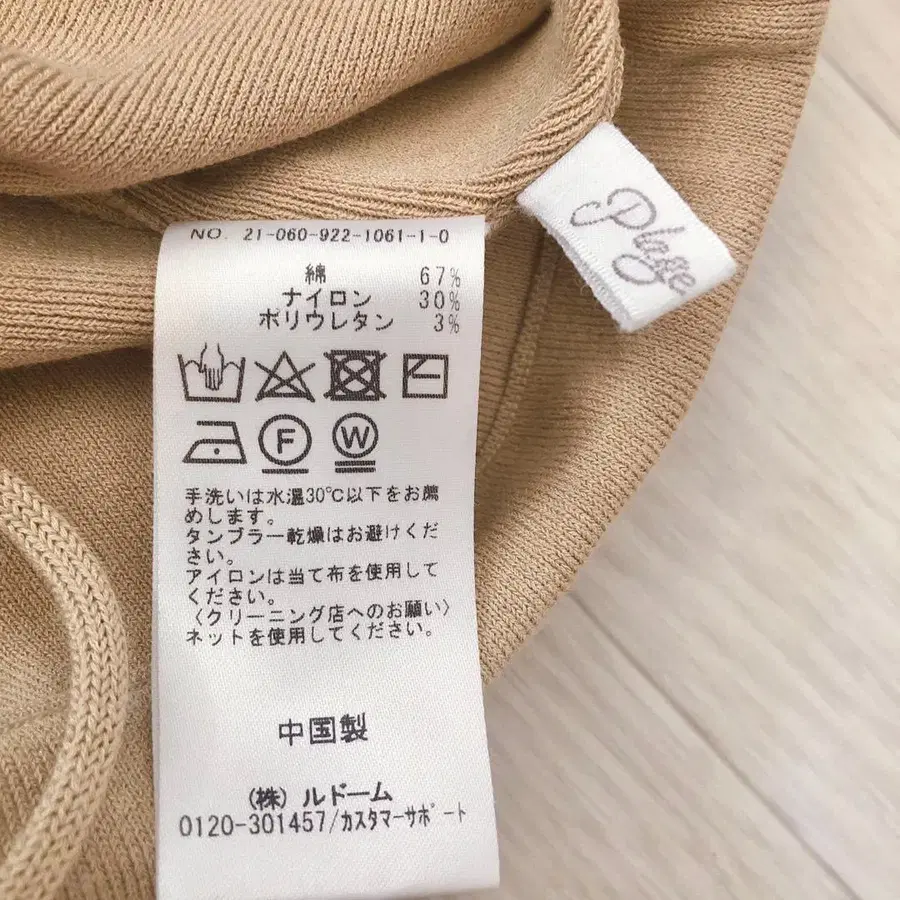 Plage
NO. 21-060-922-1061-1-0
綿 67%
ナイロン 30%
ポリウレタン 3%
F W
手洗いは水温30℃以下をお薦
めします。
タンブラー乾燥はお避けくだ
さい。
アイロンは当て布を使用して
ください。
〈クリーニング店へのお願い〉
ネットを使用してください。
中国製
(株)ルドーム
0120-301457/カスタマーサポート